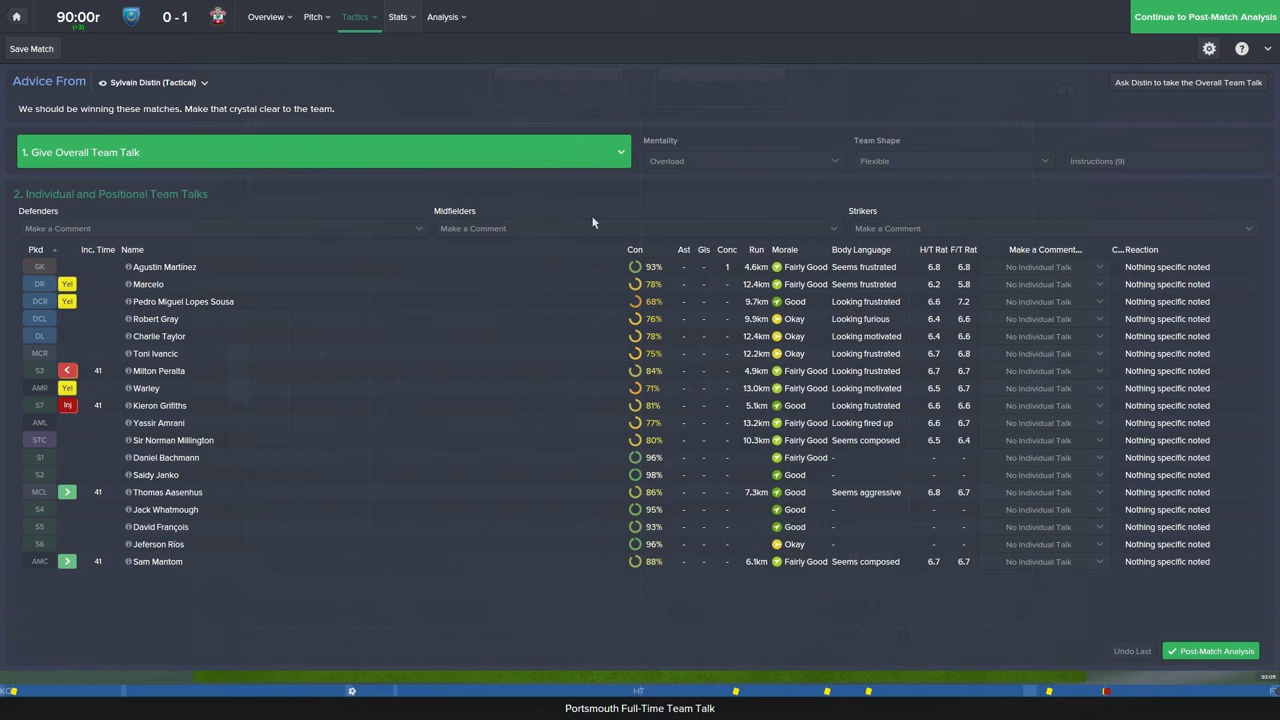 90:00r
(+3)
0 - 1
Overview
Pitch
Tactics
Stats
Analysis
Continue to Post-Match Analysis
Save Match
Advice From
Sylvain Distin (Tactical)
Ask Distin to take the Overall Team Talk
We should be winning these matches. Make that crystal clear to the team.
1. Give Overall Team Talk
Mentality
Overload
Team Shape
Flexible
Instructions (9)
2. Individual and Positional Team Talks
Defenders
Midfielders
Strikers
Make a Comment
Make a Comment
Make a Comment
Pkd Inc. Time Name Con Ast Gls Conc Run Morale Body Language H/T Rat F/T Rat Make a Comment... C... Reaction
GK Agustin Martínez 93% - - 1 4.6km Fairly Good Seems frustrated 6.8 6.8 No Individual Talk Nothing specific noted
DR Yel Marcelo 78% - - - 12.4km Fairly Good Seems frustrated 6.2 5.8 No Individual Talk Nothing specific noted
DCR Yel Pedro Miguel Lopes Sousa 68% - - - 9.7km Good Looking frustrated 6.6 7.2 No Individual Talk Nothing specific noted
DCL Robert Gray 76% - - - 9.9km Okay Looking furious 6.4 6.6 No Individual Talk Nothing specific noted
DL Charlie Taylor 78% - - - 12.4km Okay Looking motivated 6.4 6.6 No Individual Talk Nothing specific noted
MCR Toni Ivancic 75% - - - 12.2km Okay Looking frustrated 6.7 6.8 No Individual Talk Nothing specific noted
S3 41 Milton Peralta 84% - - - 4.9km Fairly Good Looking frustrated 6.7 6.7 No Individual Talk Nothing specific noted
AMR Yel Warley 71% - - - 13.0km Good Looking motivated 6.5 6.7 No Individual Talk Nothing specific noted
S7 Inj 41 Kieron Grifiths 81% - - - 5.1km Good Looking frustrated 6.6 6.6 No Individual Talk Nothing specific noted
AML Yassir Amrani 77% - - - 13.2km Fairly Good Looking fired up 6.6 6.7 No Individual Talk Nothing specific noted
STC Sir Norman Millington 80% - - - 10.3km Fairly Good Seems composed 6.5 6.4 No Individual Talk Nothing specific noted
S1 Daniel Bachmann 96% - - - Fairly Good - - - No Individual Talk Nothing specific noted
S2 Saidy Janko 98% - - - Good - - - No Individual Talk Nothing specific noted
MCL 41 Thomas Aasenhus 86% - - - 7.3km Good Seems aggressive 6.8 6.7 No Individual Talk Nothing specific noted
S4 Jack Whatmough 95% - - - Good - - - No Individual Talk Nothing specific noted
S5 David François 93% - - - Good - - - No Individual Talk Nothing specific noted
S6 Jeferson Ríos 96% - - - Okay - - - No Individual Talk Nothing specific noted
AMC 41 Sam Mantom 88% - - - 6.1km Fairly Good Seems composed 6.7 6.7 No Individual Talk Nothing specific noted
Undo Last
Post-Match Analysis
93:05
KO
HT
Portsmouth Full-Time Team Talk